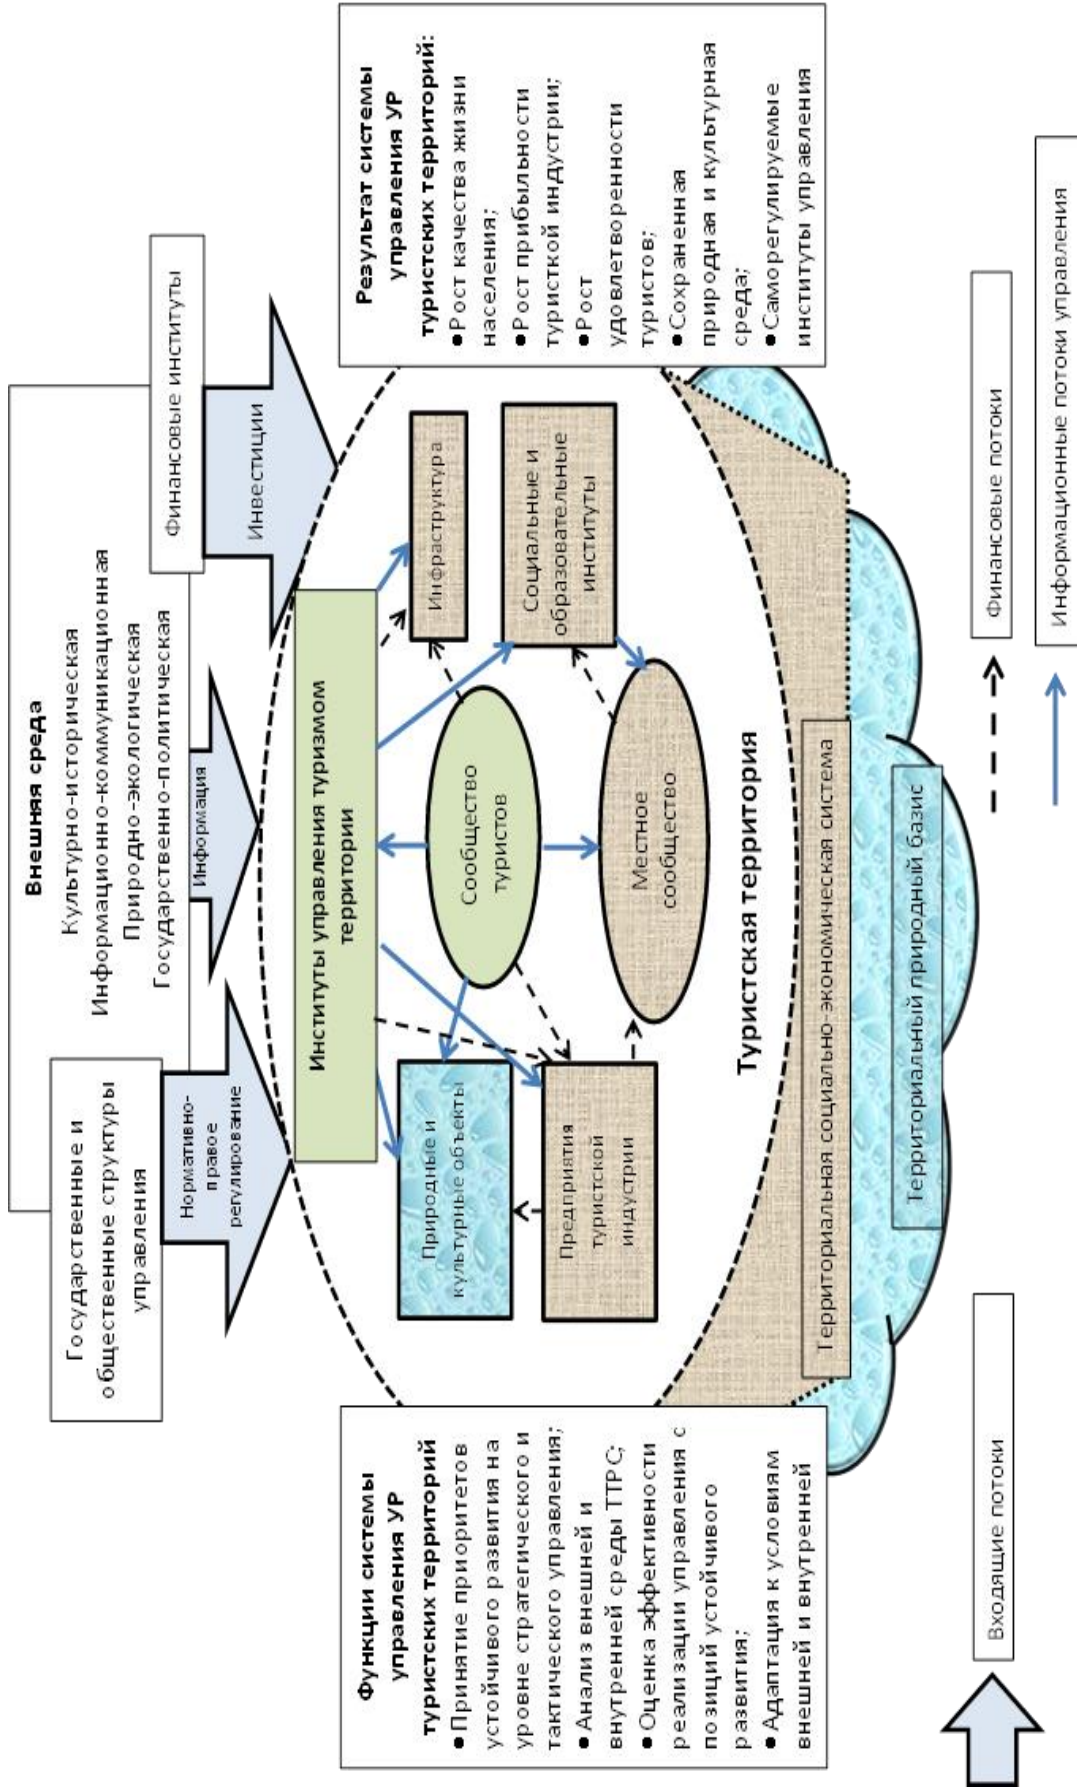 Внешняя среда
Культурно-историческая
Информационно-коммуникационная
Природно-экологическая
Государственно-политическая
Государственные и
общественные структуры
управления
Финансовые институты
Нормативно-
правое
регулирование
Информация
Инвестиции
Функции системы
управления УР
туристских территорий
●Принятие приоритетов
устойчивого развития на
уровне стратегического и
тактического управления;
●Анализ внешней и
внутренней среды ТТРС;
●Оценка эффективности
реализации управления с
позиций устойчивого
развития;
●Адаптация к условиям
внешней и внутренней
Институты управления туризмом
территории
Природные и
культурные объекты
Сообщество
туристов
Инфраструктура
Предприятия
туристской
индустрии
Местное
сообщество
Социальные и
образовательные
институты
Туристская территория
Территориальная социально-экономическая система
Территориальный природный базис
Результат системы
управления УР
туристских территорий:
●Рост качества жизни
населения;
●Рост прибыльности
туристкой индустрии;
●Рост
удовлетворенности
туристов;
●Сохраненная
природная и культурная
среда;
●Саморегулируемые
институты управления
Входящие потоки
Финансовые потоки
Информационные потоки управления